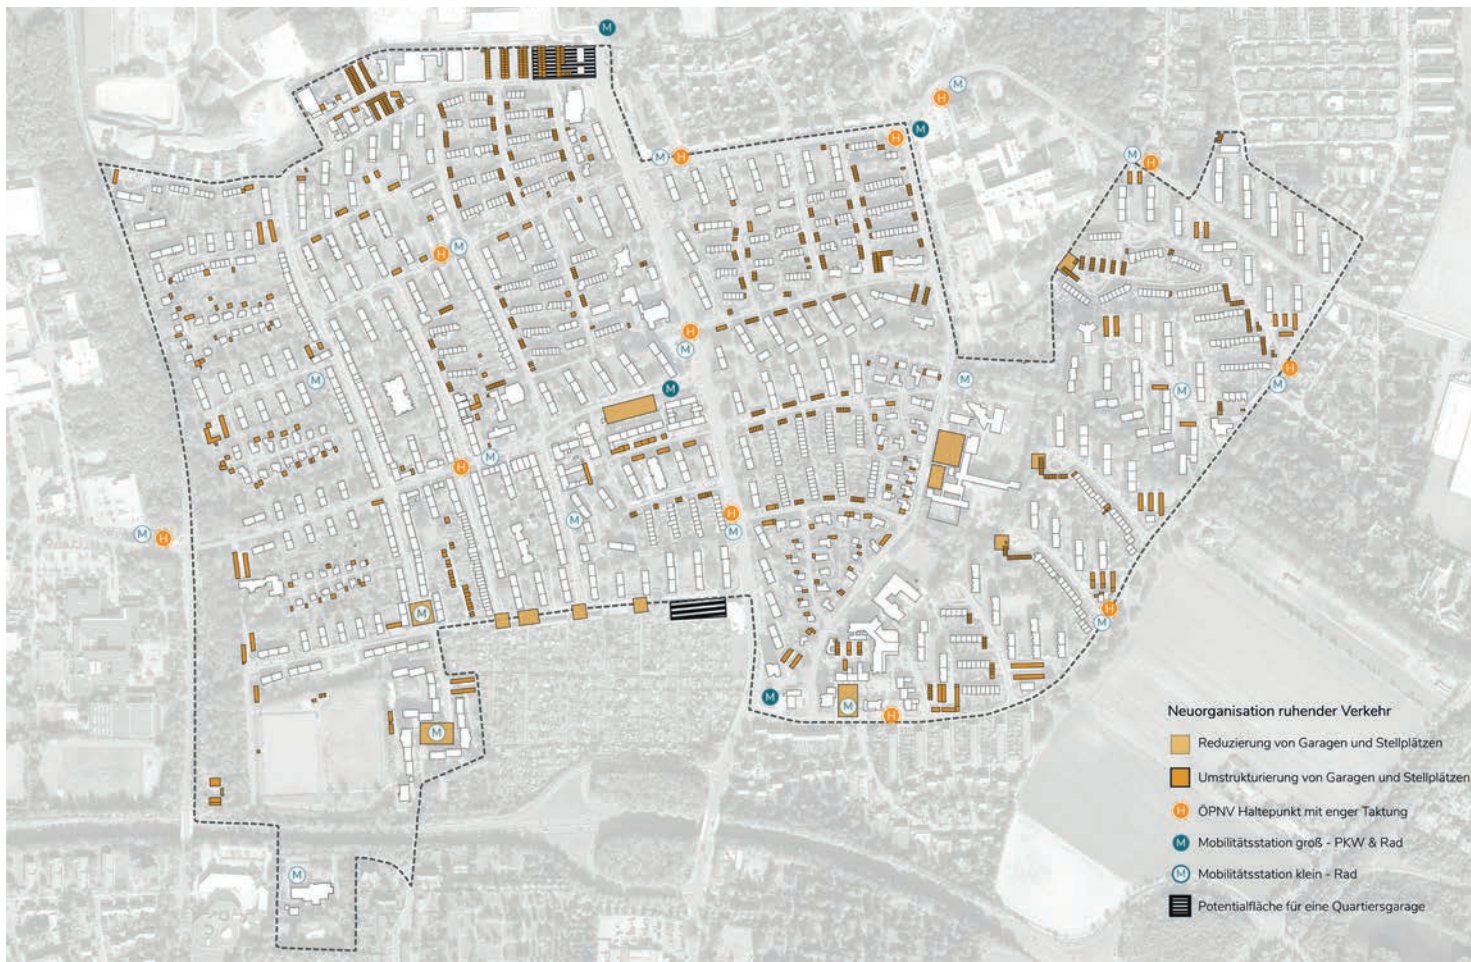 M
M
H
M
H
M
H
M
H
M
H
H
M
M
M
M
H
M
M
M
M
H
M
H
M
M
H
M
H
M
M
M
H
M
M
Neuorganisation ruhender Verkehr
Reduzierung von Garagen und Stellplätzen
Umstrukturierung von Garagen und Stellplätzen
H ÖPNV Haltepunkt mit enger Taktung
M Mobilitätsstation groß - PKW & Rad
M Mobilitätsstation klein - Rad
Potentialfläche für eine Quartiersgarage